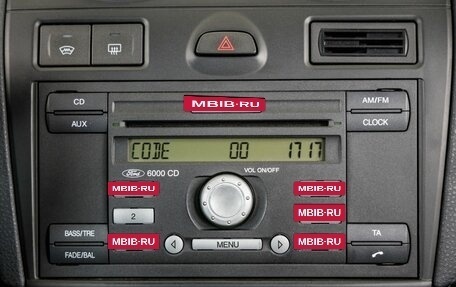 CD
MBIB.RU
AM/FM
AUX
CLOCK
CODE 00 1717
Ford 6000 CD
VOL ON/OFF
MBIB.RU
MBIB.RU
2
MBIB.RU
BASS/TRE
MBIB.RU
MENU
MBIB.RU
TA
FADE/BAL